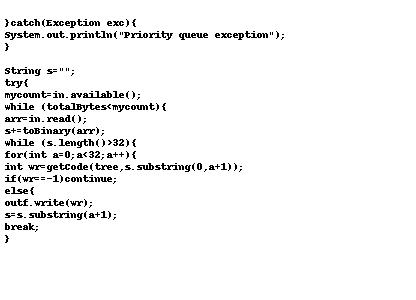 }catch(Exception exc){
System.out.println("Priority queue exception");
}
String s="";
try{
mycount=in.available();
while (totalBytes<mycount){
arr=in.read();
s+=toBinary(arr);
while (s.length()>32){
for(int a=0;a<32;a++){
int wr=getCode(tree,s.substring(0,a+1));
if(wr==-1)continue;
else{
outf.write(wr);
s=s.substring(a+1);
break;
}